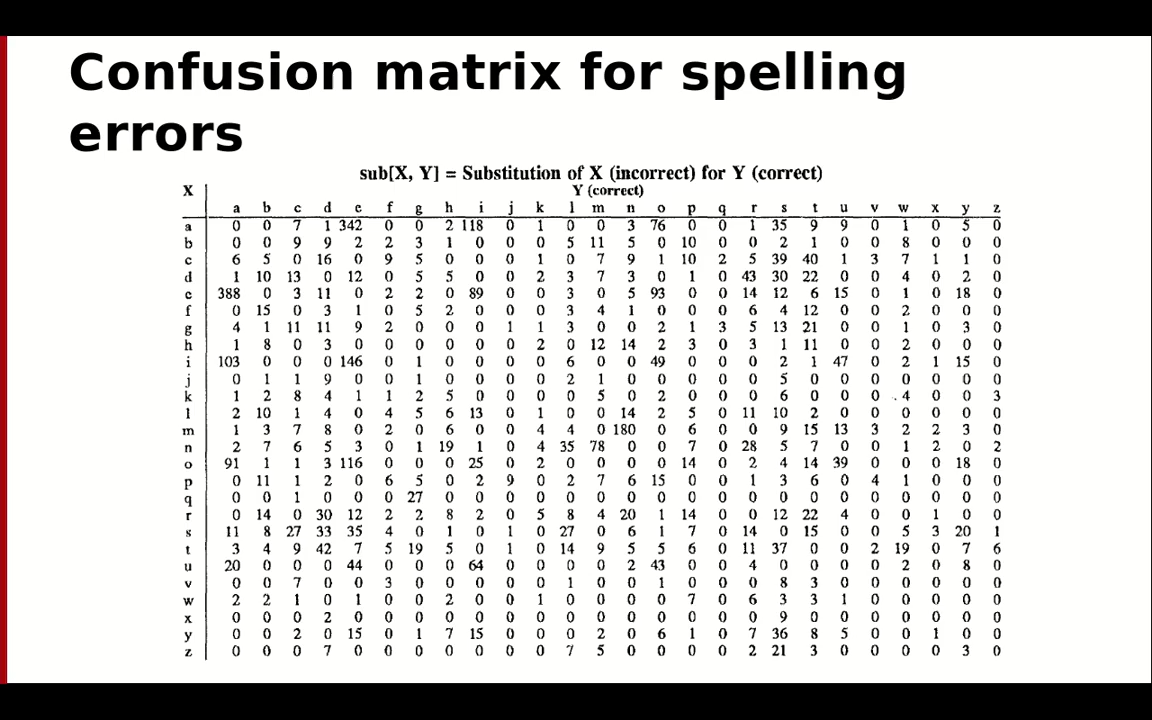 Confusion matrix for spelling
errors
sub[X, Y] = Substitution of X (incorrect) for Y (correct)
X Y (correct)
a b c d e f g h i j k l m n o p q r s t u v w x y z
a 0 0 7 1 342 0 0 2 118 0 1 0 0 3 76 0 0 1 35 9 9 0 1 0 5 0
b 0 0 9 9 2 2 3 1 0 0 0 5 11 5 0 10 0 0 2 1 0 0 8 0 0 0
c 6 5 0 16 0 9 5 0 0 0 1 0 7 9 1 10 2 5 39 40 1 3 7 1 1 0
d 1 10 13 0 12 0 5 5 0 0 2 3 7 3 0 1 0 43 30 22 0 0 4 0 2 0
e 388 0 3 11 0 2 2 0 89 0 0 3 0 5 93 0 0 14 12 6 15 0 1 0 18 0
f 0 15 0 3 1 0 5 2 0 0 0 3 4 1 0 0 0 6 4 12 0 0 2 0 0 0
g 4 1 11 11 9 2 0 0 0 1 1 3 0 0 2 1 3 5 13 21 0 0 1 0 3 0
h 1 8 0 3 0 0 0 0 0 0 2 0 12 14 2 3 0 3 1 11 0 0 2 0 0 0
i 103 0 0 0 146 0 1 0 0 0 0 6 0 0 49 0 0 0 2 1 47 0 2 1 15 0
j 0 1 1 9 0 0 1 0 0 0 0 2 1 0 0 0 0 0 5 0 0 0 0 0 0 0
k 1 2 8 4 1 1 2 5 0 0 0 0 5 0 2 0 0 0 6 0 0 0 4 0 0 3
l 2 10 1 4 0 4 5 6 13 0 1 0 0 14 2 5 0 11 10 2 0 0 0 0 0 0
m 1 3 7 8 0 2 0 6 0 0 4 4 0 180 0 6 0 0 9 15 13 3 2 2 3 0
n 2 7 6 5 3 0 1 19 1 0 4 35 78 0 0 7 0 28 5 7 0 0 1 2 0 2
o 91 1 1 3 116 0 0 0 25 0 2 0 0 0 0 14 0 2 4 14 39 0 0 0 18 0
p 0 11 1 2 0 6 5 0 2 9 0 2 7 6 15 0 0 1 3 6 0 4 1 0 0 0
q 0 0 1 0 0 0 27 0 0 0 0 0 0 0 0 0 0 0 0 0 0 0 0 0 0 0
r 0 14 0 30 12 2 2 8 2 0 5 8 4 20 1 14 0 0 12 22 4 0 0 1 0 0
s 11 8 27 33 35 4 0 1 0 1 0 27 0 6 1 7 0 14 0 15 0 0 5 3 20 1
t 3 4 9 42 7 5 19 5 0 1 0 14 9 5 5 6 0 11 37 0 0 2 19 0 7 6
u 20 0 0 0 44 0 0 0 64 0 0 0 0 2 43 0 0 4 0 0 0 0 2 0 8 0
v 0 0 7 0 0 3 0 0 0 0 0 1 0 0 1 0 0 0 8 3 0 0 0 0 0 0
w 2 2 1 0 1 0 0 2 0 0 1 0 0 0 0 7 0 6 3 3 1 0 0 0 0 0
x 0 0 0 2 0 0 0 0 0 0 0 0 0 0 0 0 0 0 9 0 0 0 0 0 0 0
y 0 0 2 0 15 0 1 7 15 0 0 0 2 0 6 1 0 7 36 8 5 0 0 1 0 0
z 0 0 0 7 0 0 0 0 0 0 0 7 5 0 0 0 0 2 21 3 0 0 0 0 3 0